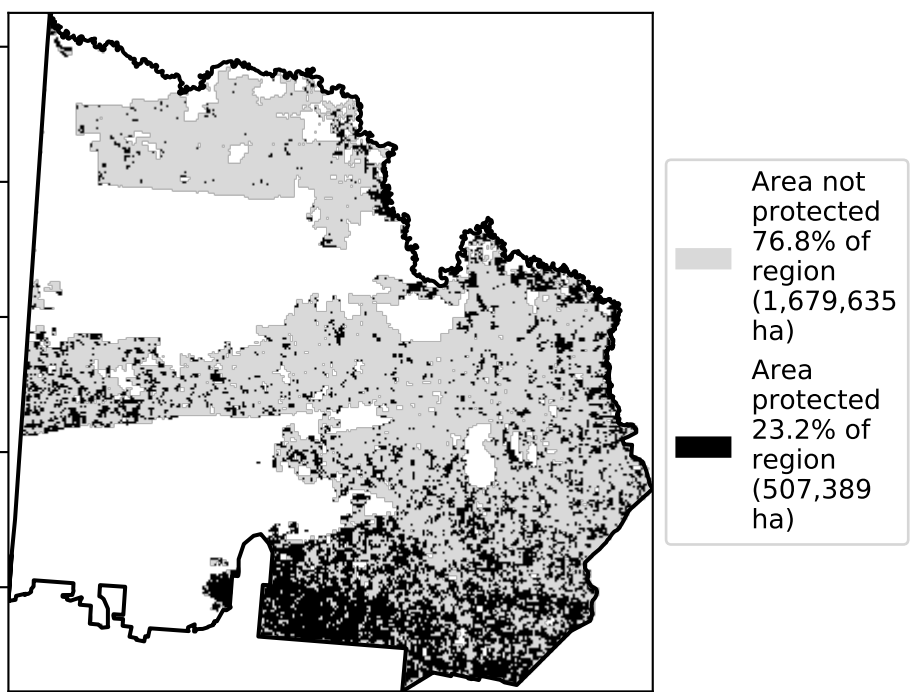 Area not
protected
76.8% of
region
(1,679,635
ha)
Area
protected
23.2% of
region
(507,389
ha)